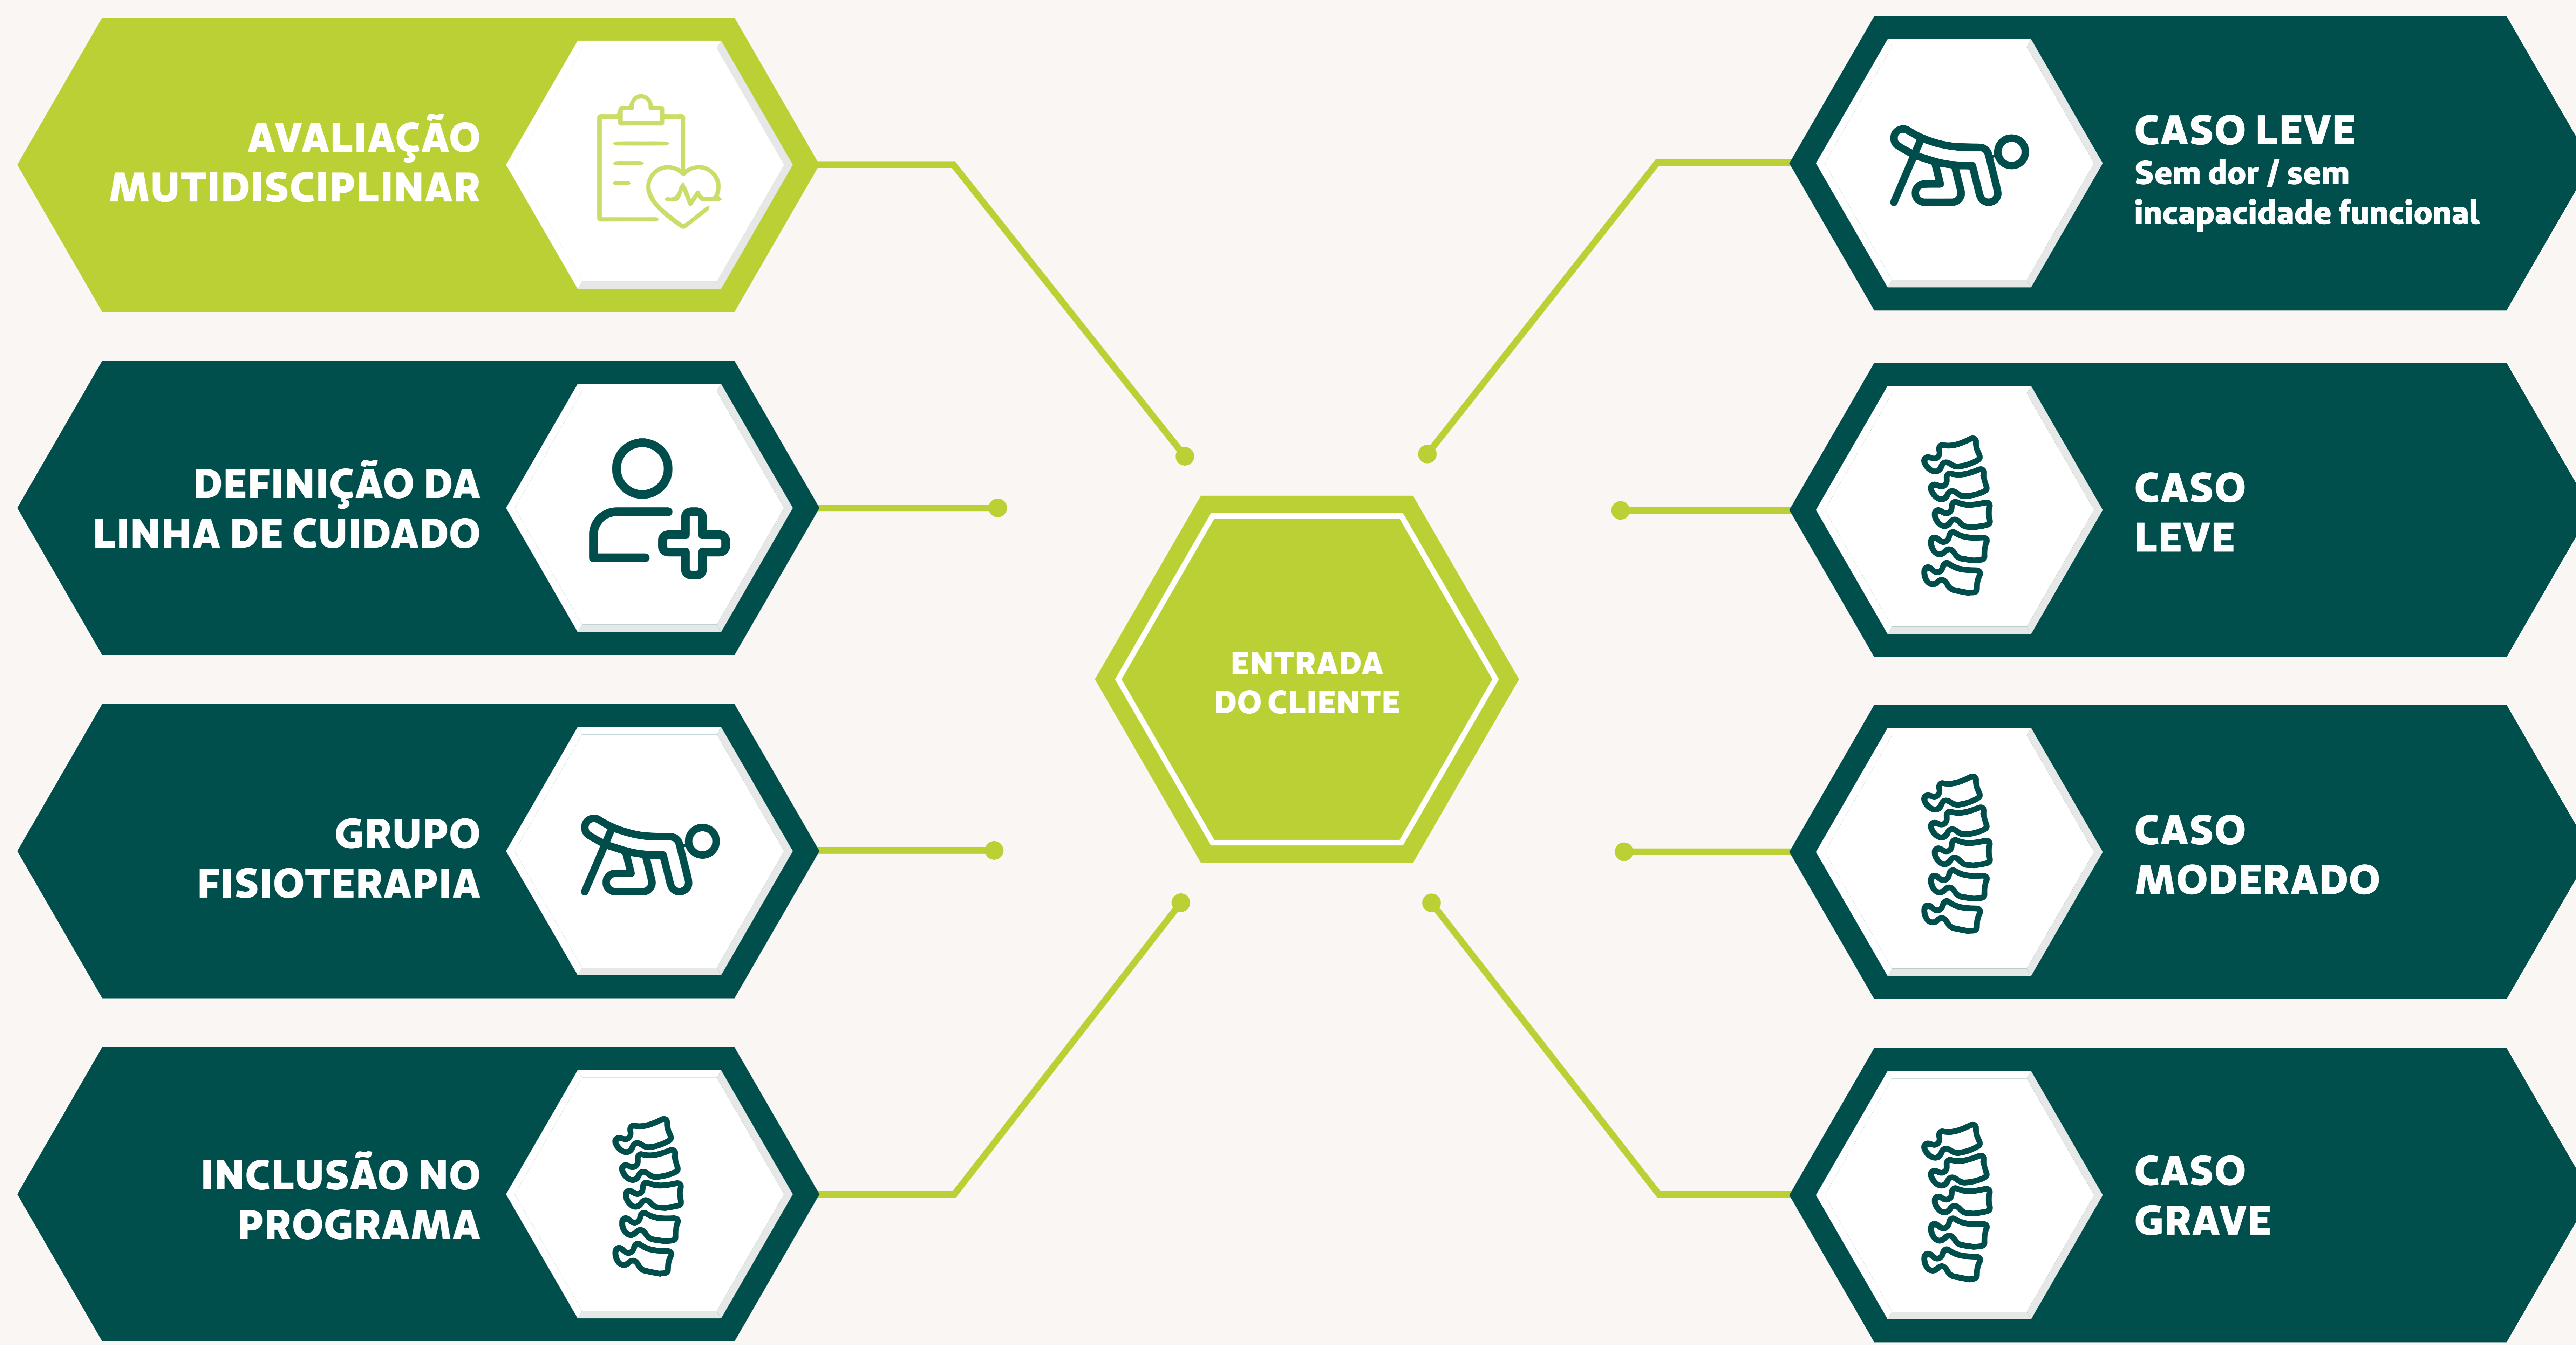 AVALIAÇÃO
MUTIDISCIPLINAR
DEFINIÇÃO DA
LINHA DE CUIDADO
GRUPO
FISIOTERAPIA
INCLUSÃO NO
PROGRAMA
ENTRADA
DO CLIENTE
CASO LEVE
Sem dor / sem
incapacidade funcional
CASO
LEVE
CASO
MODERADO
CASO
GRAVE